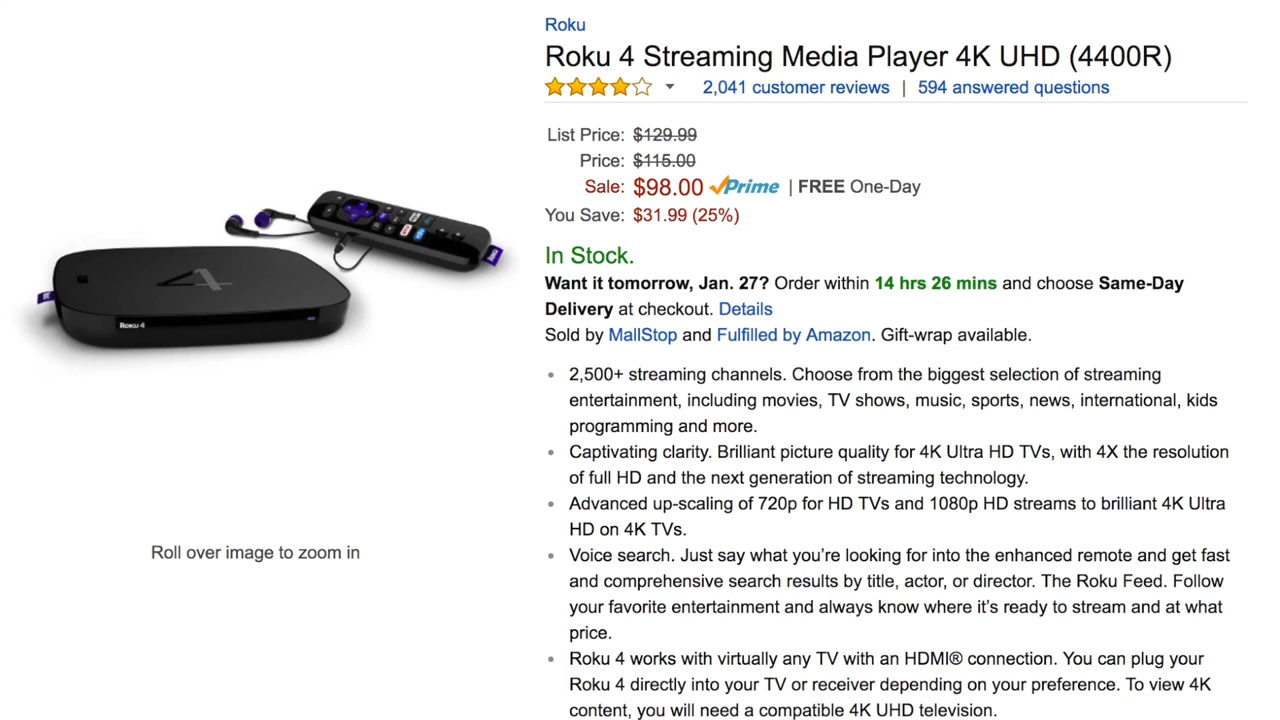 Roku
Roku 4 Streaming Media Player 4K UHD (4400R)
2,041 customer reviews | 594 answered questions
List Price: $129.99
Price: $115.00
Sale: $98.00 Prime | FREE One-Day
You Save: $31.99 (25%)
In Stock.
Want it tomorrow, Jan. 27? Order within 14 hrs 26 mins and choose Same-Day
Delivery at checkout. Details
Sold by MallStop and Fulfilled by Amazon. Gift-wrap available.
• 2,500+ streaming channels. Choose from the biggest selection of streaming
entertainment, including movies, TV shows, music, sports, news, international, kids
programming and more.
• Captivating clarity. Brilliant picture quality for 4K Ultra HD TVs, with 4X the resolution
of full HD and the next generation of streaming technology.
• Advanced up-scaling of 720p for HD TVs and 1080p HD streams to brilliant 4K Ultra
HD on 4K TVs.
• Voice search. Just say what you’re looking for into the enhanced remote and get fast
and comprehensive search results by title, actor, or director. The Roku Feed. Follow
your favorite entertainment and always know where it’s ready to stream and at what
price.
• Roku 4 works with virtually any TV with an HDMI® connection. You can plug your
Roku 4 directly into your TV or receiver depending on your preference. To view 4K
content, you will need a compatible 4K UHD television.
4
Roku 4
Roku
Roll over image to zoom in